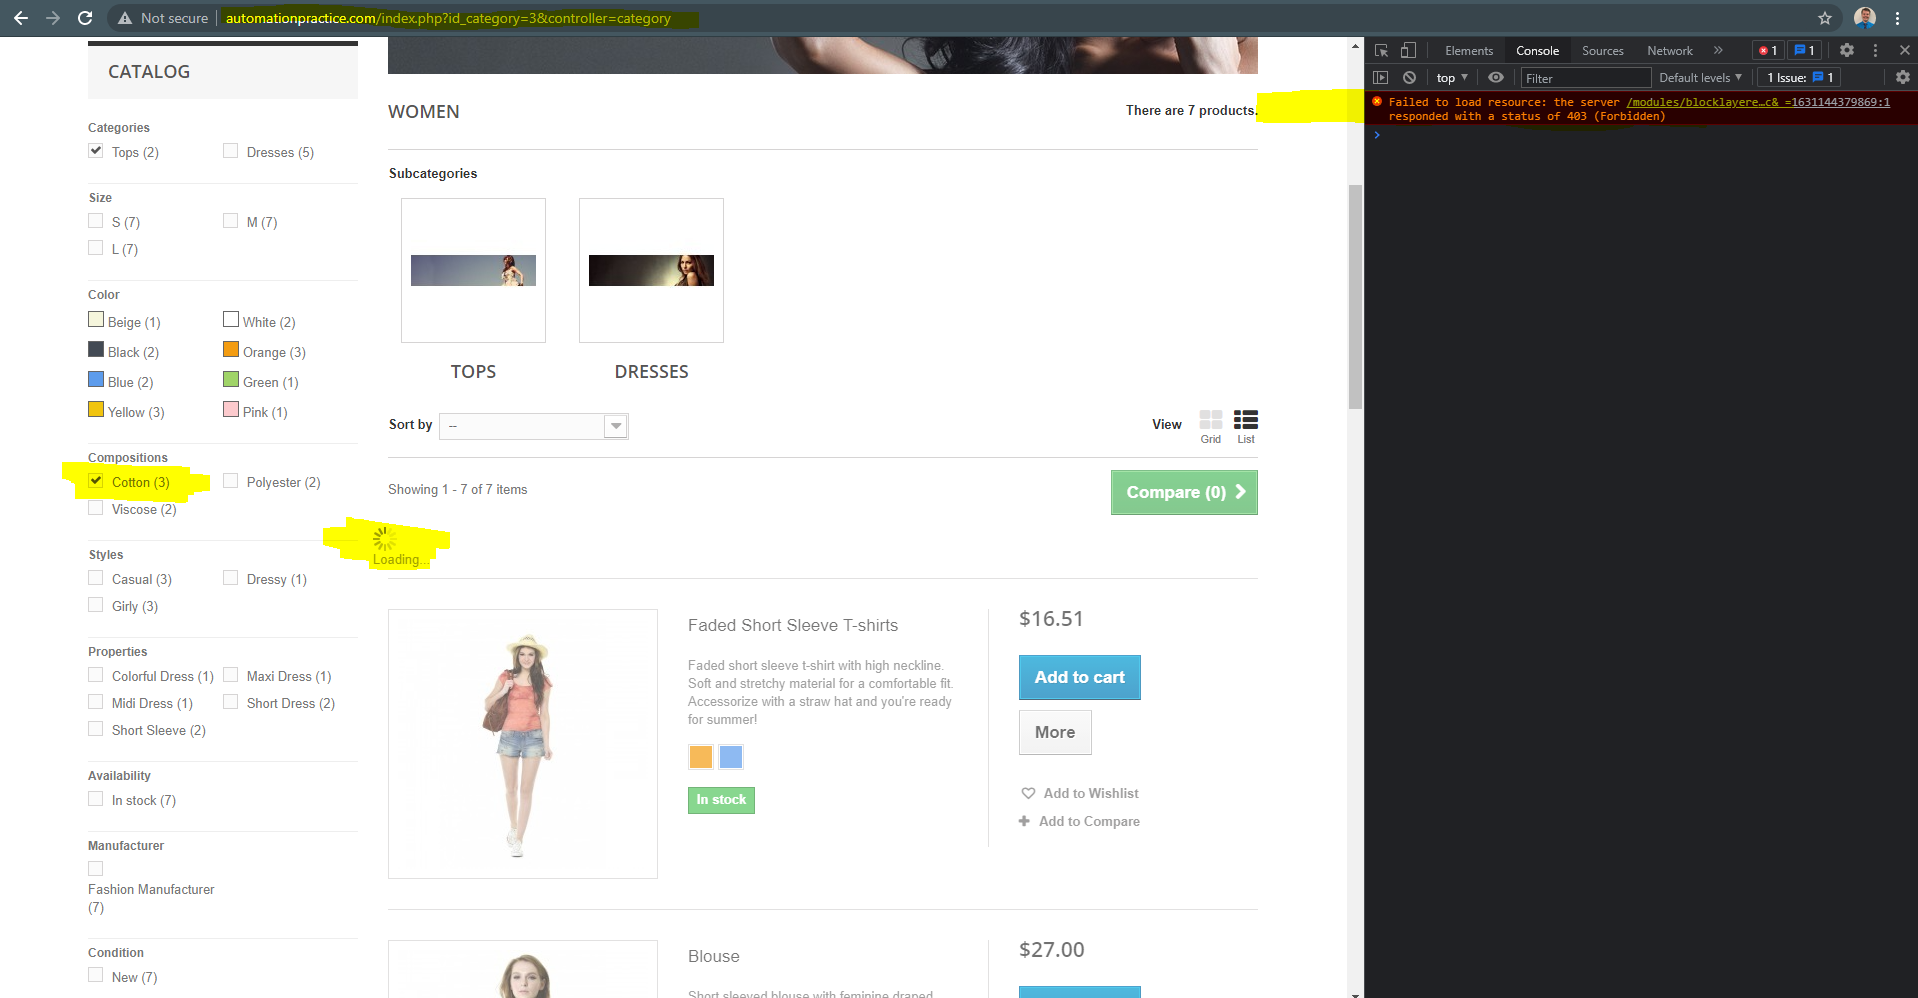 Not secure | automationpractice.com/index.php?id_category=3&controller=category
CATALOG
Categories
Tops (2) Dresses (5)
Size
S (7) M (7)
L (7)
Color
Beige (1) White (2)
Black (2) Orange (3)
Blue (2) Green (1)
Yellow (3) Pink (1)
Compositions
Cotton (3) Polyester (2)
Viscose (2)
Styles
Casual (3) Dressy (1)
Girly (3)
Properties
Colorful Dress (1) Maxi Dress (1)
Midi Dress (1) Short Dress (2)
Short Sleeve (2)
Availability
In stock (7)
Manufacturer
Fashion Manufacturer
(7)
Condition
New (7)
WOMEN There are 7 products.
Subcategories
TOPS DRESSES
Sort by -- View Grid List
Showing 1 - 7 of 7 items Compare (0)
Loading...
Faded Short Sleeve T-shirts
Faded short sleeve t-shirt with high neckline.
Soft and stretchy material for a comfortable fit.
Accessorize with a straw hat and you're ready
for summer!
In stock
$16.51
Add to cart
More
Add to Wishlist
Add to Compare
Blouse
Short sleeved blouse with feminine draped
$27.00
Elements Console Sources Network » 1 1
top Filter Default levels 1 Issue: 1
Failed to load resource: the server /modules/blocklayere…c&_=1631144379869:1
responded with a status of 403 (Forbidden)